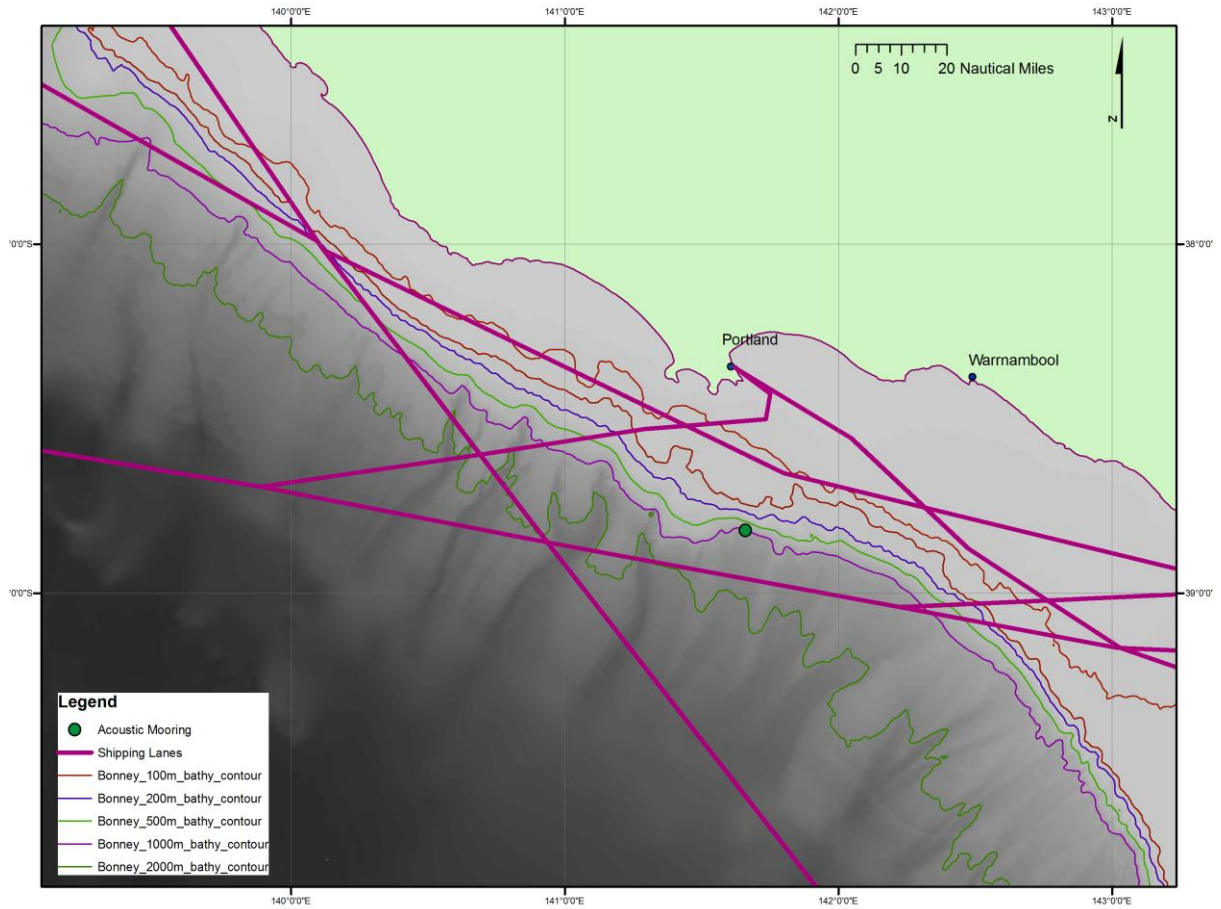 140°0'0"E 141°0'0"E 142°0'0"E 143°0'0"E
0 5 10 20 Nautical Miles
N
'0'0"S 38°0'0"
Portland
Warrnambool
'0'0"S 39°0'0"
Legend
Acoustic Mooring
Shipping Lanes
Bonney_100m_bathy_contour
Bonney_200m_bathy_contour
Bonney_500m_bathy_contour
Bonney_1000m_bathy_contour
Bonney_2000m_bathy_contour
140°0'0"E 141°0'0"E 142°0'0"E 143°0'0"E